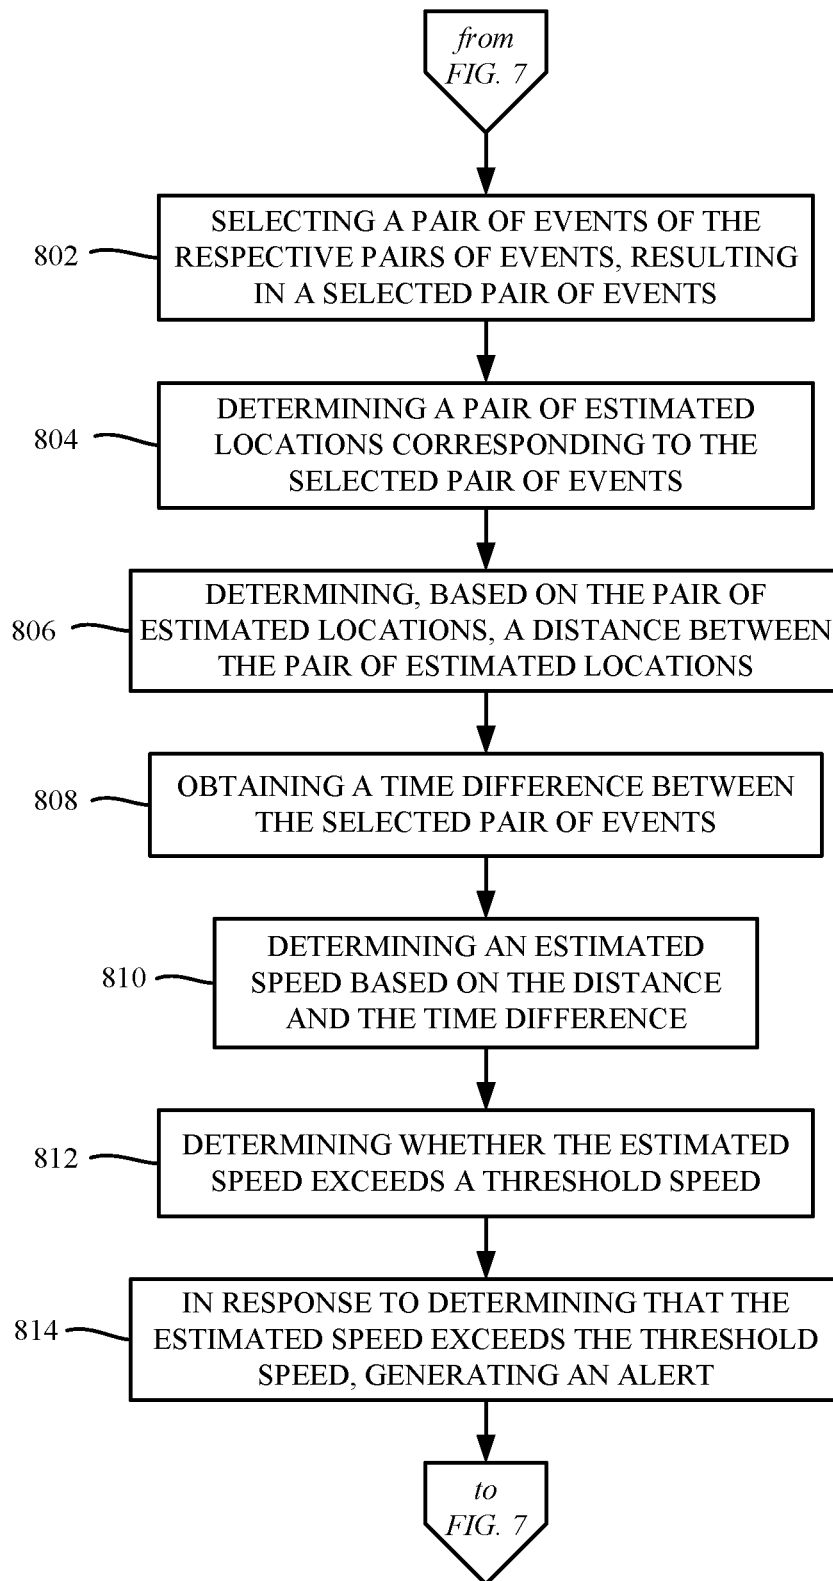 from
FIG. 7
802
SELECTING A PAIR OF EVENTS OF THE
RESPECTIVE PAIRS OF EVENTS, RESULTING
IN A SELECTED PAIR OF EVENTS
804
DETERMINING A PAIR OF ESTIMATED
LOCATIONS CORRESPONDING TO THE
SELECTED PAIR OF EVENTS
806
DETERMINING, BASED ON THE PAIR OF
ESTIMATED LOCATIONS, A DISTANCE BETWEEN
THE PAIR OF ESTIMATED LOCATIONS
808
OBTAINING A TIME DIFFERENCE BETWEEN
THE SELECTED PAIR OF EVENTS
810
DETERMINING AN ESTIMATED
SPEED BASED ON THE DISTANCE
AND THE TIME DIFFERENCE
812
DETERMINING WHETHER THE ESTIMATED
SPEED EXCEEDS A THRESHOLD SPEED
814
IN RESPONSE TO DETERMINING THAT THE
ESTIMATED SPEED EXCEEDS THE THRESHOLD
SPEED, GENERATING AN ALERT
to
FIG. 7